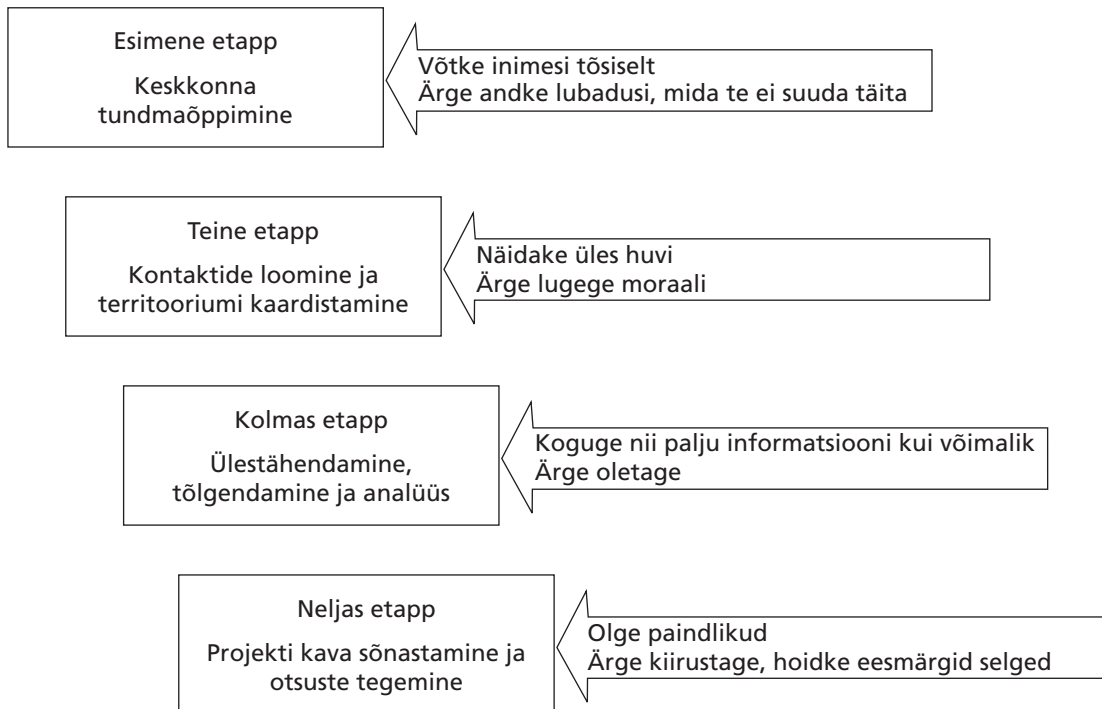 Esimene etapp
Keskkonna
tundmaõppimine
Võtke inimesi tõsiselt
Ärge andke lubadusi, mida te ei suuda täita
Teine etapp
Kontaktide loomine ja
territooriumi kaardistamine
Näidake üles huvi
Ärge lugege moraali
Kolmas etapp
Ülestähendamine,
tõlgendamine ja analüüs
Koguge nii palju informatsiooni kui võimalik
Ärge oletage
Neljas etapp
Projekti kava sõnastamine ja
otsuste tegemine
Olge paindlikud
Ärge kiirustage, hoidke eesmärgid selged